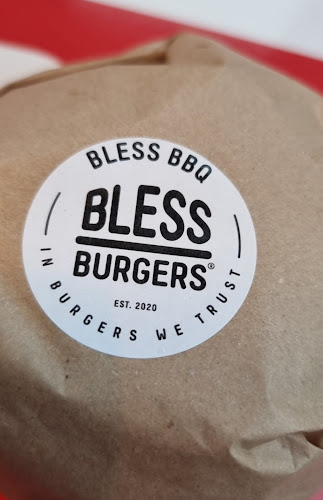 BLESS BBQ
BLESS
BURGERS®
EST. 2020
IN BURGERS WE TRUST